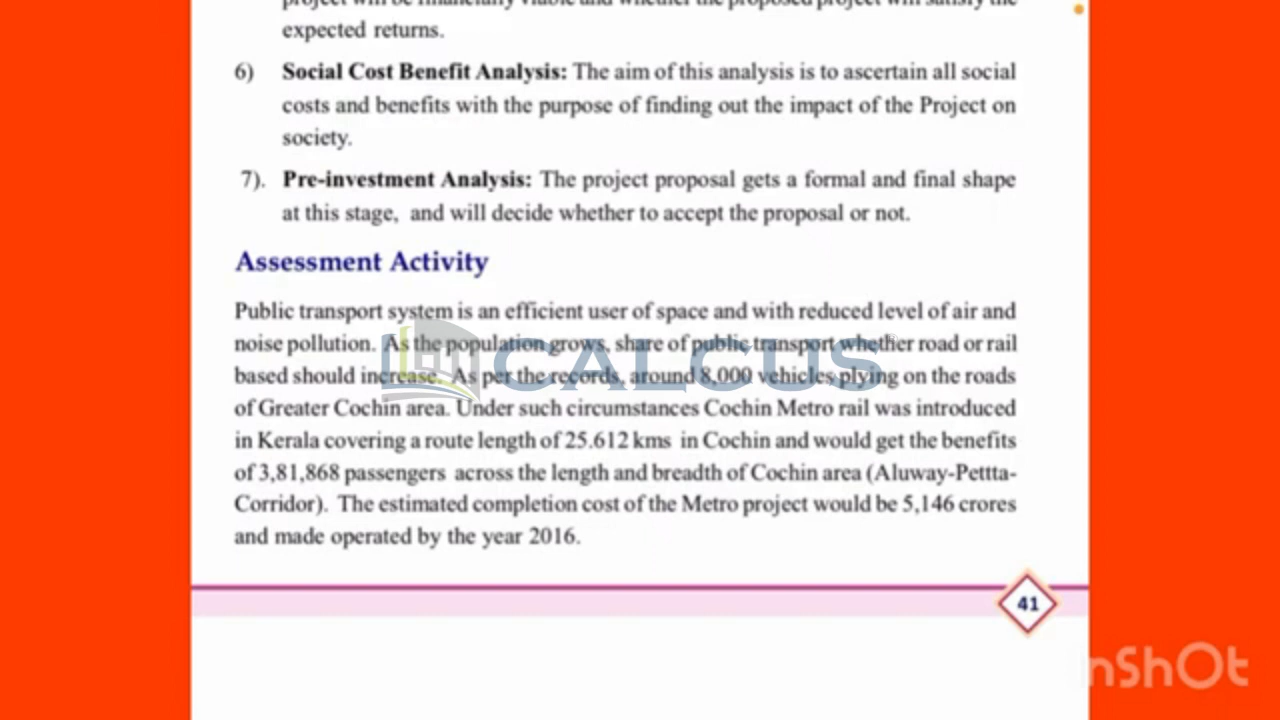 project will be financially viable and whether the proposed project will satisfy the
expected returns.
6) Social Cost Benefit Analysis: The aim of this analysis is to ascertain all social
costs and benefits with the purpose of finding out the impact of the Project on
society.
7). Pre-investment Analysis: The project proposal gets a formal and final shape
at this stage, and will decide whether to accept the proposal or not.
Assessment Activity
Public transport system is an efficient user of space and with reduced level of air and
noise pollution. As the population grows, share of public transport whether road or rail
based should increase. As per the records, around 8,000 vehicles plying on the roads
of Greater Cochin area. Under such circumstances Cochin Metro rail was introduced
in Kerala covering a route length of 25.612 kms in Cochin and would get the benefits
of 3,81,868 passengers across the length and breadth of Cochin area (Aluway-Pettta-
Corridor). The estimated completion cost of the Metro project would be 5,146 crores
and made operated by the year 2016.
CALCUS
41
InShOt